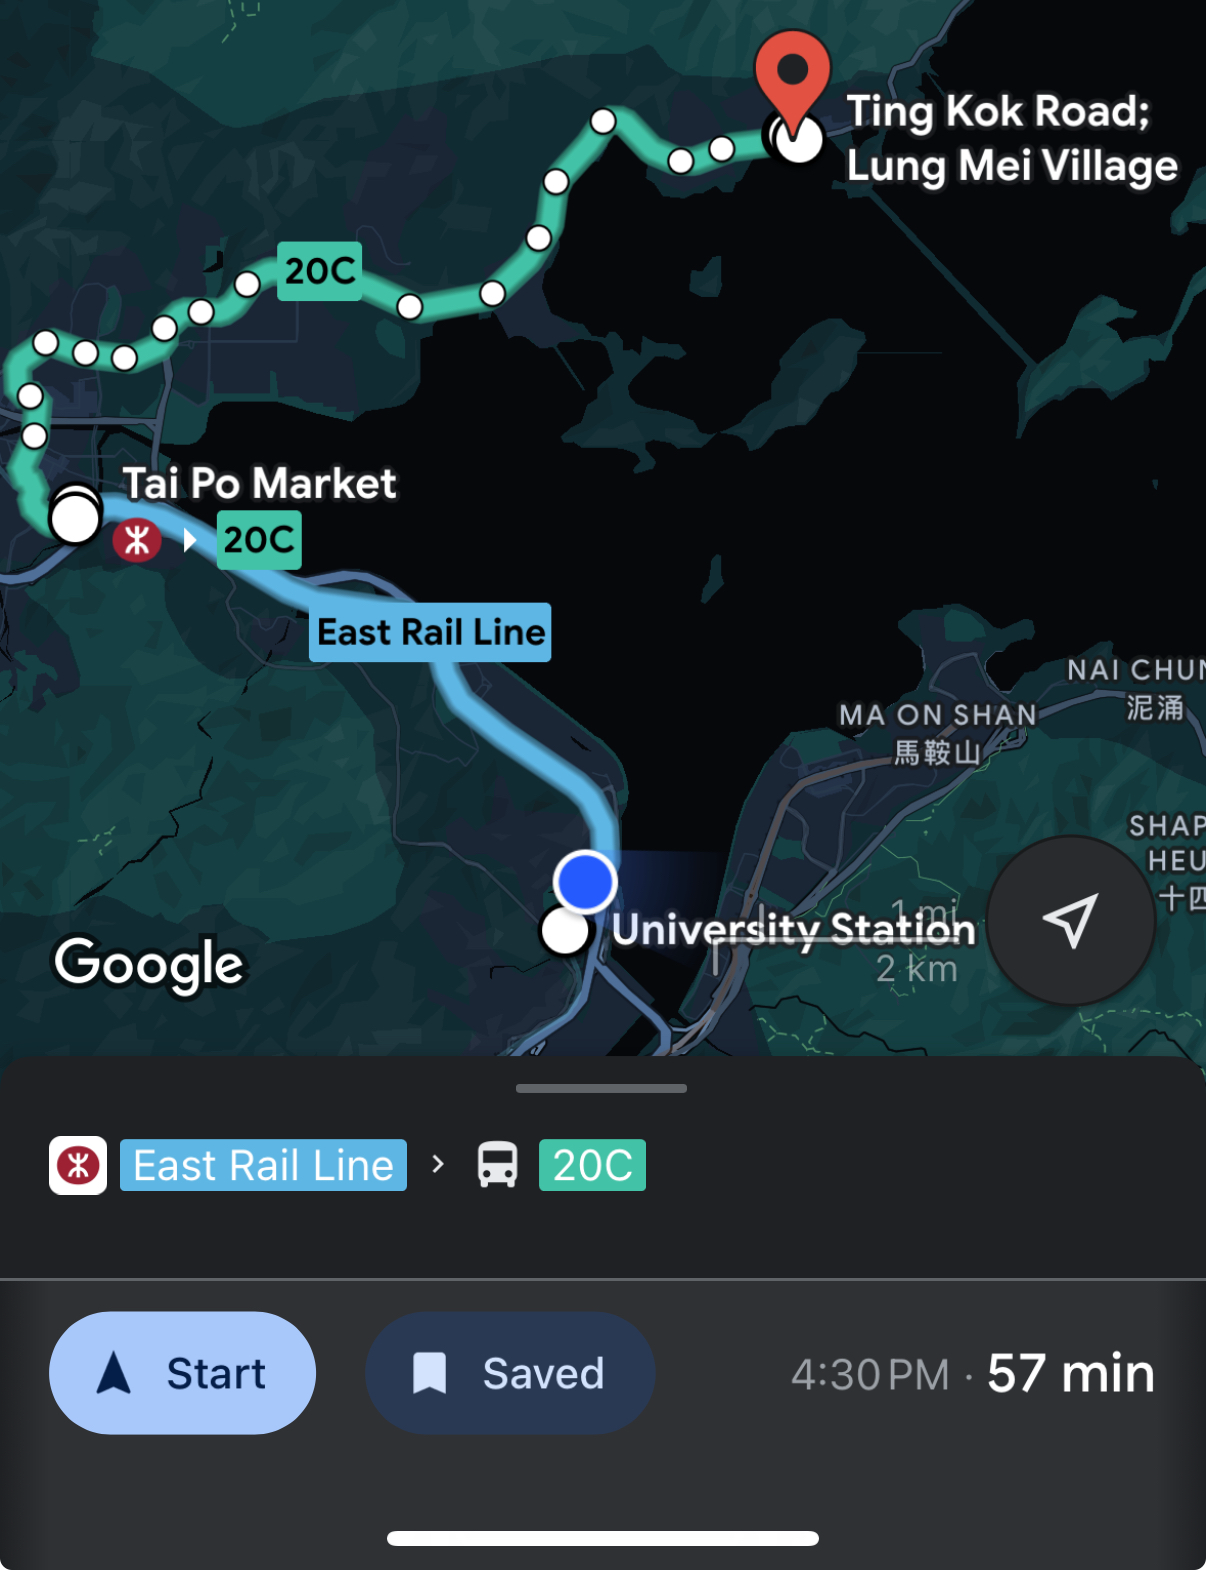 Ting Kok Road;
Lung Mei Village
20C
Tai Po Market
20C
East Rail Line
NAI CHUN
泥涌
MA ON SHAN
馬鞍山
SHAP
HEU
十四
1 mi
University Station
2 km
Google
East Rail Line
20C
Start
Saved
4:30 PM · 57 min